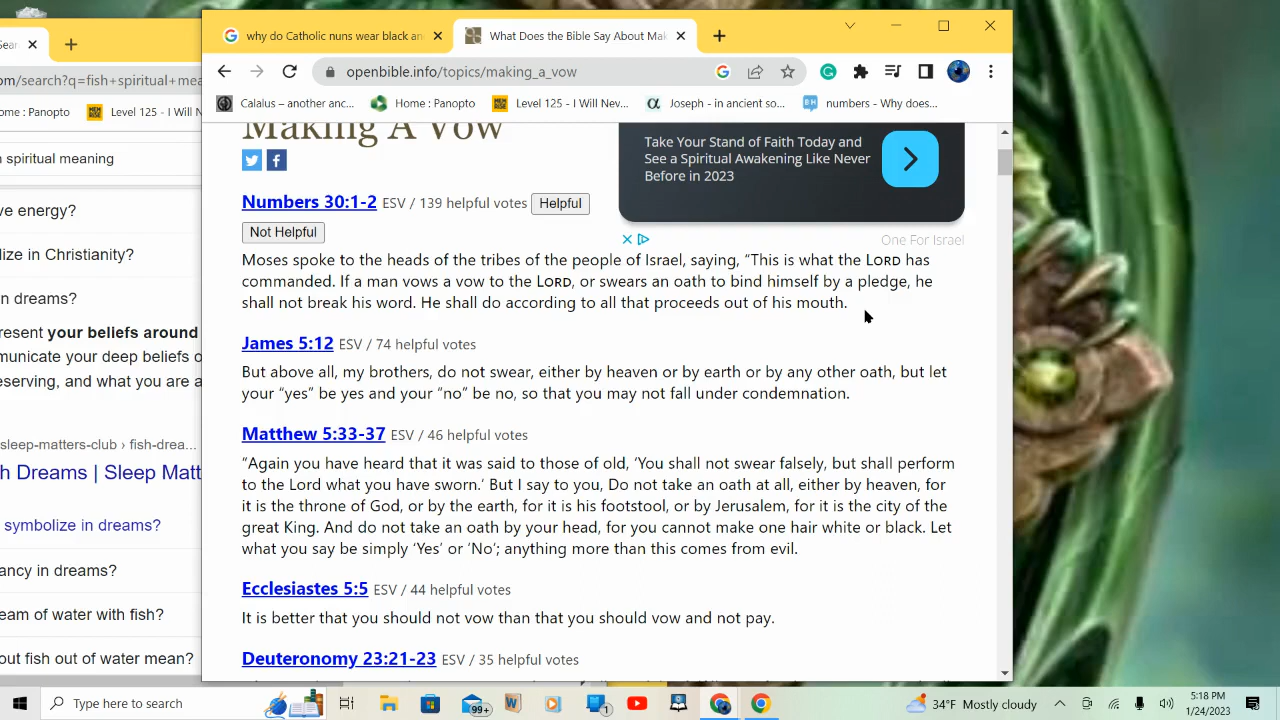 why do Catholic nuns wear black an
What Does the Bible Say About Mak
openbible.info/topics/making_a_vow
om/search?q=fish+spiritual+mea
Calaius – another anc...
Home : Panopto
Level 125 - I Will Nev...
Joseph - in ancient so...
numbers - Why does...
ome : Panopto
Level 125 - I Will N
Making A Vow
Take Your Stand of Faith Today and
See a Spiritual Awakening Like Never
Before in 2023
One For Israel
Numbers 30:1-2 ESV / 139 helpful votes Helpful
Not Helpful
Moses spoke to the heads of the tribes of the people of Israel, saying, “This is what the LORD has
commanded. If a man vows a vow to the LORD, or swears an oath to bind himself by a pledge, he
shall not break his word. He shall do according to all that proceeds out of his mouth.
James 5:12 ESV / 74 helpful votes
But above all, my brothers, do not swear, either by heaven or by earth or by any other oath, but let
your “yes” be yes and your “no” be no, so that you may not fall under condemnation.
Matthew 5:33-37 ESV / 46 helpful votes
“Again you have heard that it was said to those of old, ‘You shall not swear falsely, but shall perform
to the Lord what you have sworn.’ But I say to you, Do not take an oath at all, either by heaven, for
it is the throne of God, or by the earth, for it is his footstool, or by Jerusalem, for it is the city of the
great King. And do not take an oath by your head, for you cannot make one hair white or black. Let
what you say be simply ‘Yes’ or ‘No’; anything more than this comes from evil.
Ecclesiastes 5:5 ESV / 44 helpful votes
It is better that you should not vow than that you should vow and not pay.
Deuteronomy 23:21-23 ESV / 35 helpful votes
n spiritual meaning
ve energy?
lize in Christianity?
n dreams?
present your beliefs around
municate your deep beliefs o
eserving, and what you are a
sleep-matters-club › fish-drea...
h Dreams | Sleep Matt
symbolize in dreams?
ancy in dreams?
eam of water with fish?
out fish out of water mean?
Type here to search
99+
1
34°F Mostly cloudy
5:18 PM
1/24/2023